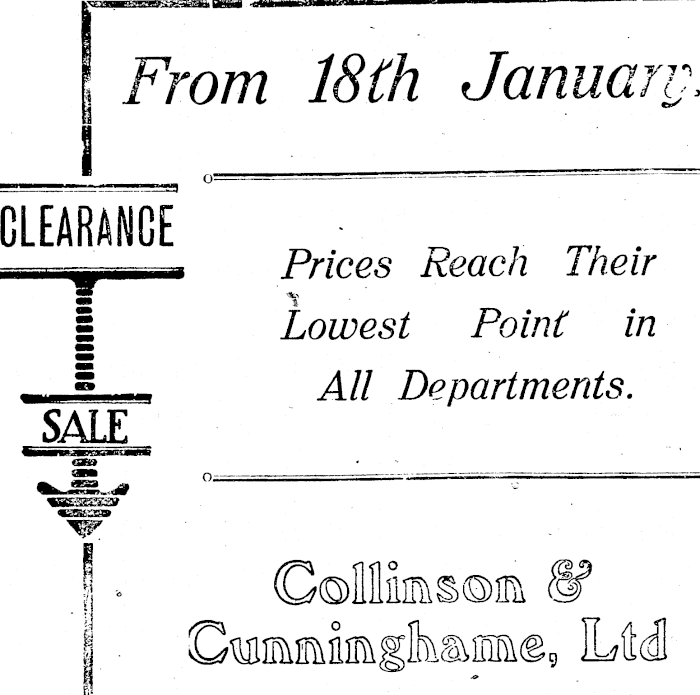 From 18th January.
CLEARANCE
Prices Reach Their
Lowest Point in
All Departments.
SALE
Collinson &
Cunninghame, Ltd